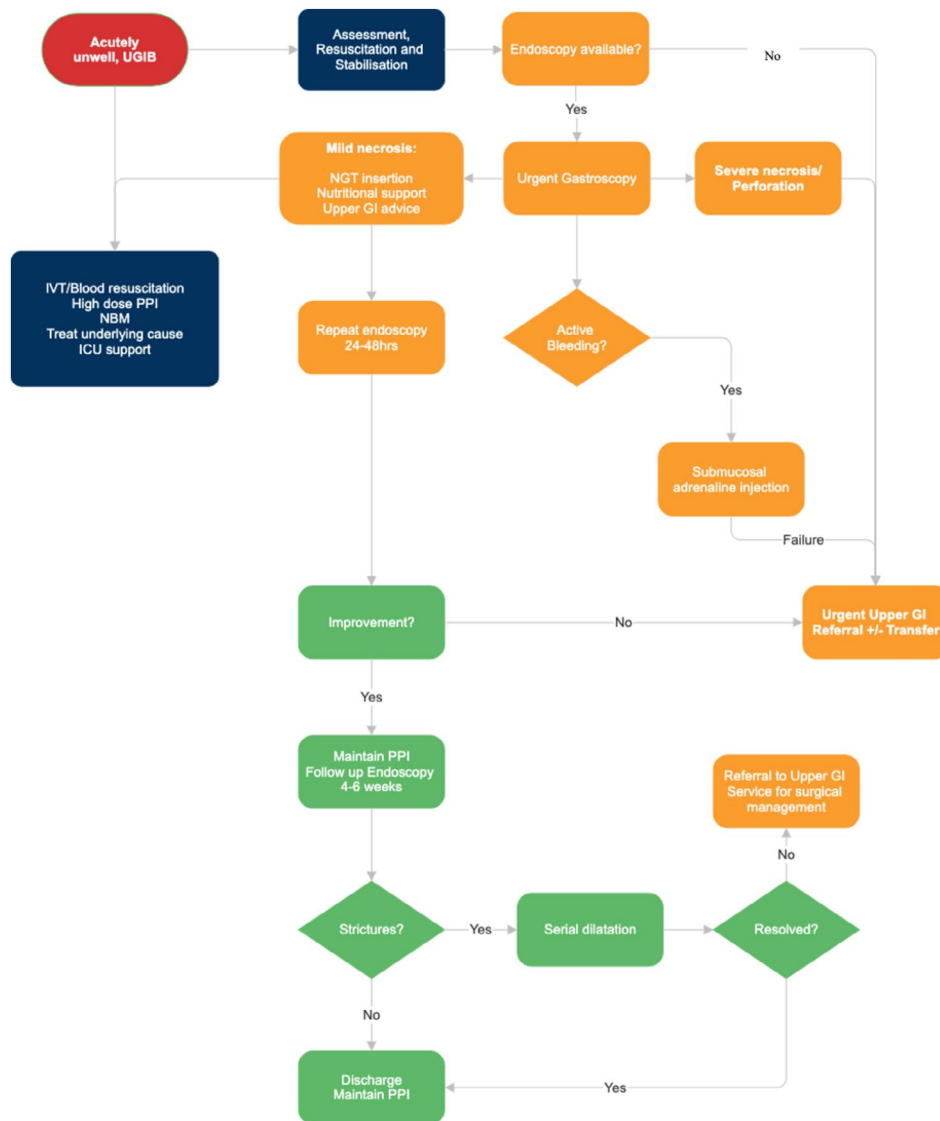 Acutely
unwell, UGIB
Assessment,
Resuscitation and
Stabilisation
Endoscopy available?
No
Yes
Mild necrosis:
NGT insertion
Nutritional support
Upper GI advice
Urgent Gastroscopy
Severe necrosis/
Perforation
IVT/Blood resuscitation
High dose PPI
NBM
Treat underlying cause
ICU support
Repeat endoscopy
24-48hrs
Active
Bleeding?
Yes
Submucosal
adrenaline injection
Failure
Improvement?
No
Urgent Upper GI
Referral +/- Transfer
Yes
Maintain PPI
Follow up Endoscopy
4-6 weeks
Referral to Upper GI
Service for surgical
management
No
Strictures?
Yes
Serial dilatation
Resolved?
No
Discharge
Maintain PPI
Yes